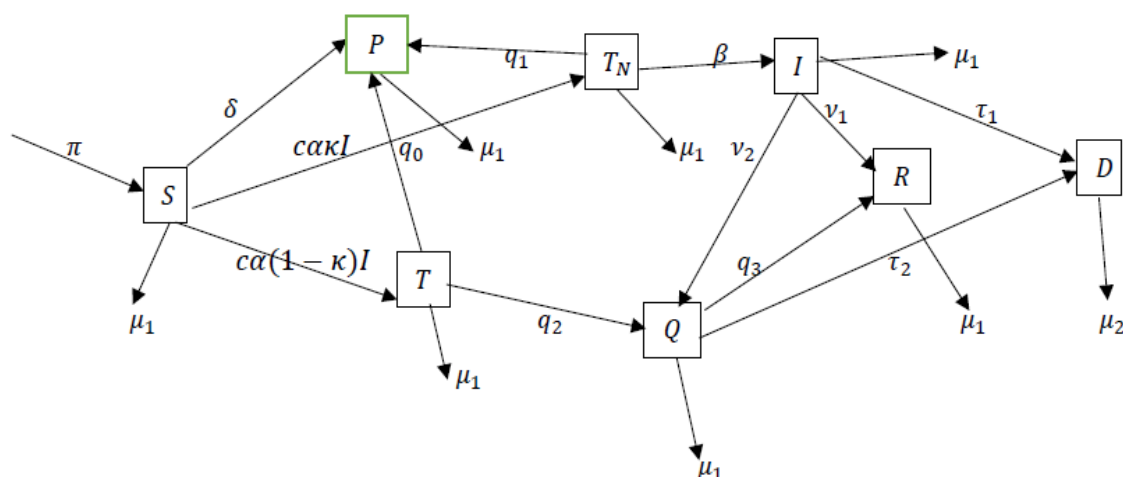 P
q₁
T_N
β
I
μ₁
δ
τ₁
π
cακI
q₀
μ₁
μ₁
ν₂
ν₁
S
R
D
cα(1 − κ)I
T
q₃
τ₂
μ₁
q₂
Q
μ₁
μ₂
μ₁
μ₁